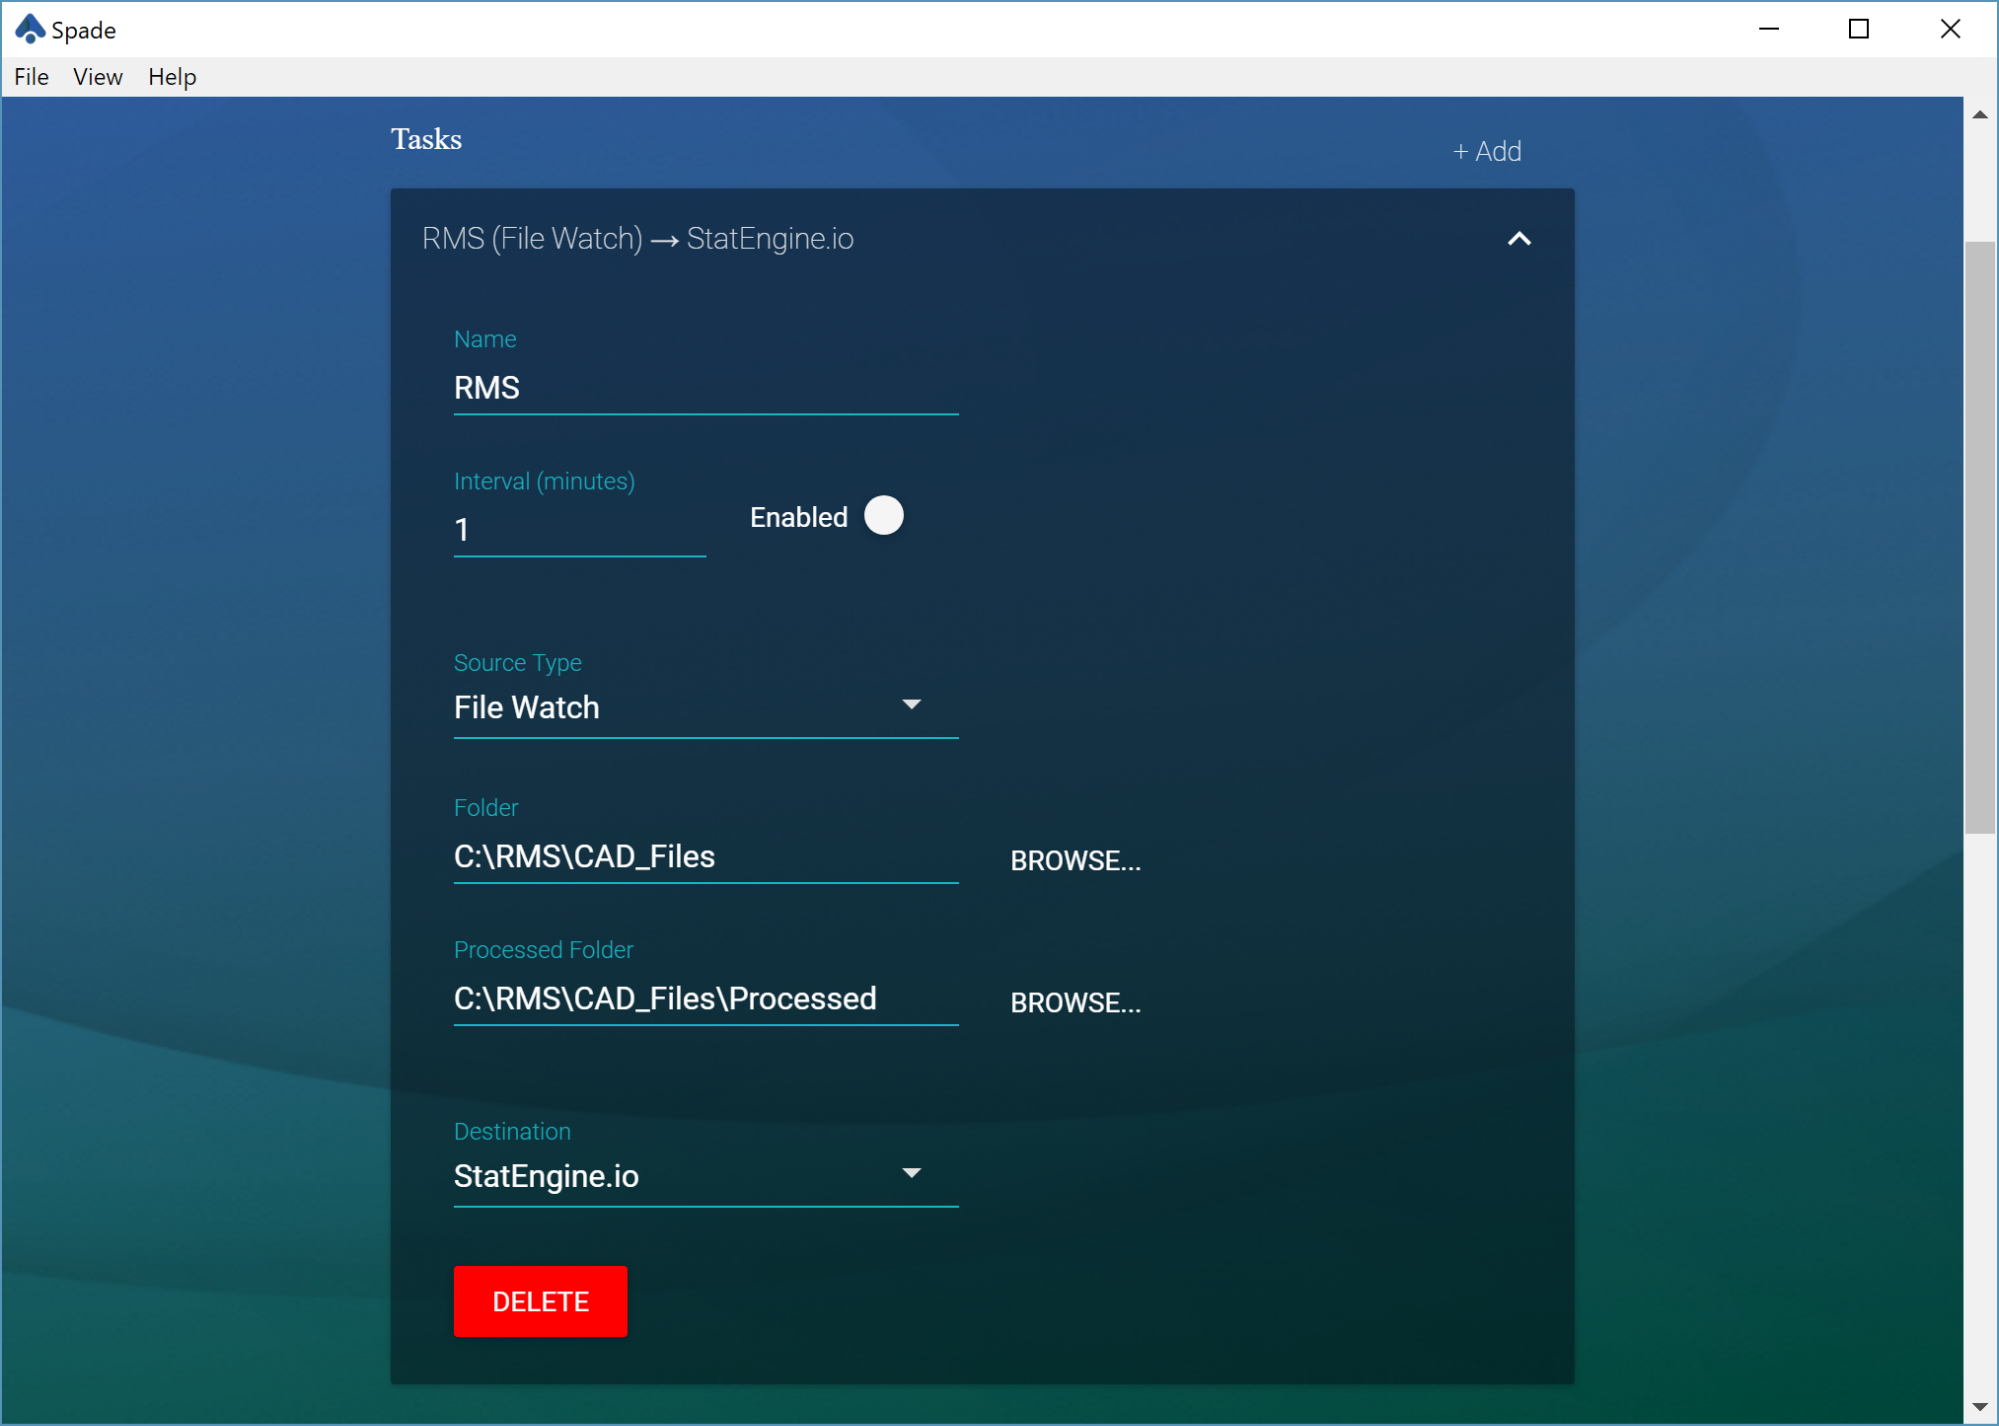 Spade
File View Help
Tasks
+ Add
RMS (File Watch) → StatEngine.io
Name
RMS
Interval (minutes)
1
Enabled
Source Type
File Watch
Folder
C:\RMS\CAD_Files
BROWSE...
Processed Folder
C:\RMS\CAD_Files\Processed
BROWSE...
Destination
StatEngine.io
DELETE